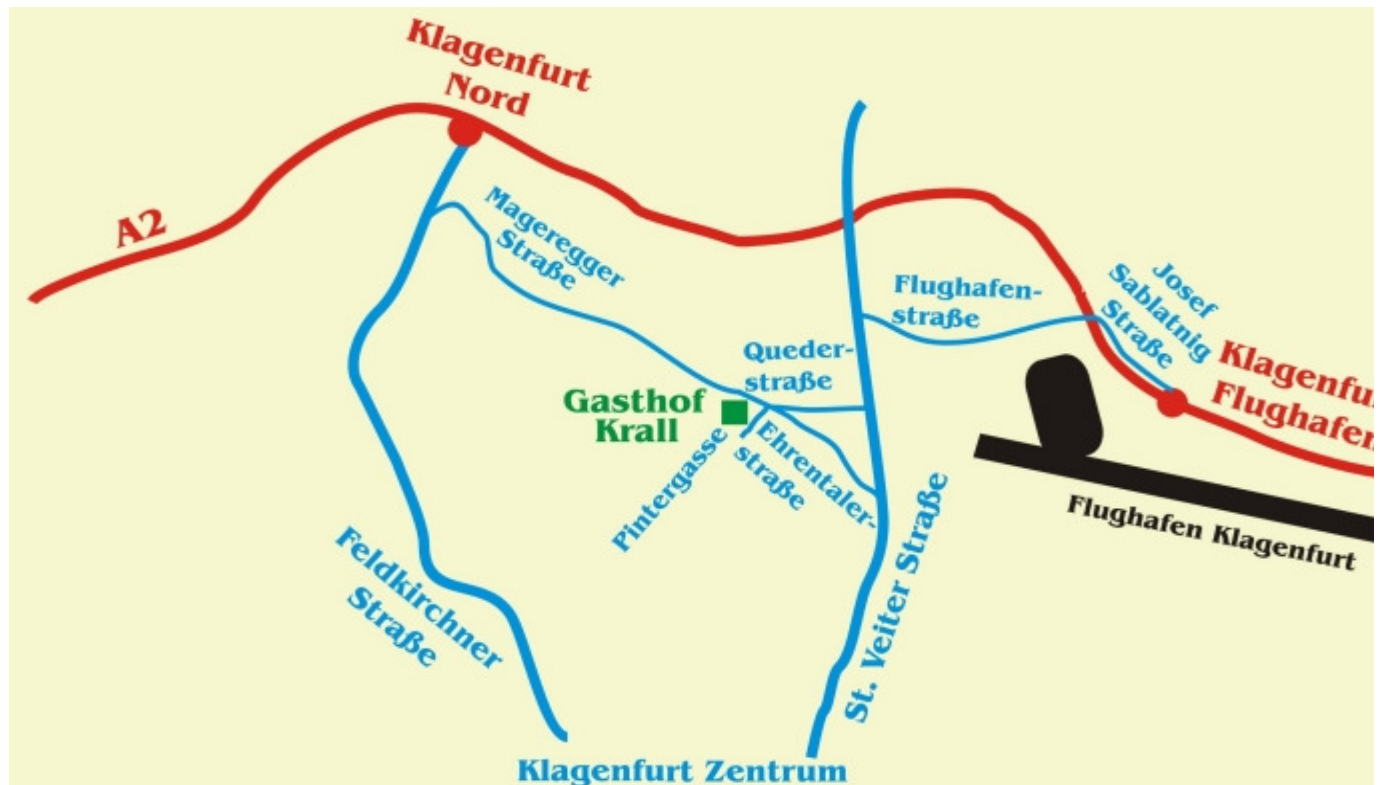 Klagenfurt
Nord
A2
Mageregger
Straße
Flughafen-
straße
Josef
Sablatnig
Straße
Queder-
straße
Gasthof
Krall
Pintergasse
Ehrentaler-
straße
Klagenfur
Flughafen
Flughafen Klagenfurt
Feldkirchner
Straße
St. Veiter Straße
Klagenfurt Zentrum